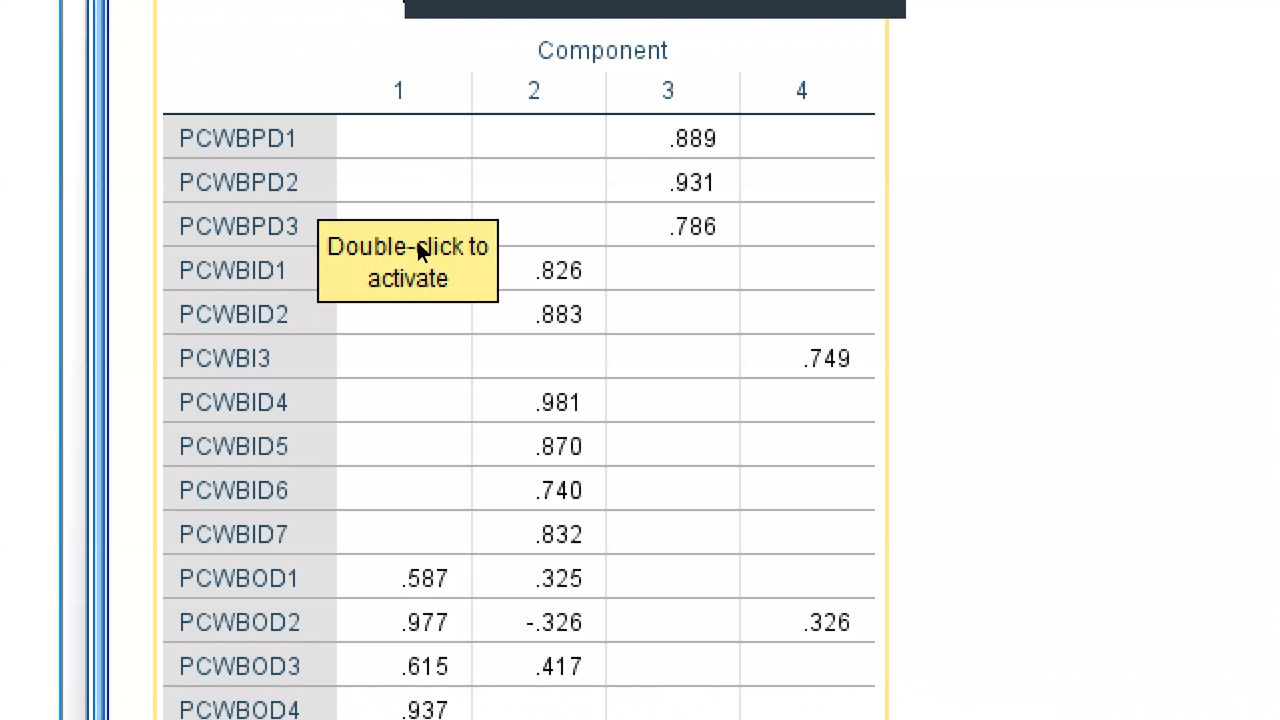 Component
1 2 3 4
PCWBPD1 .889
PCWBPD2 .931
PCWBPD3 .786
Double-click to
activate
PCWBID1 .826
PCWBID2 .883
PCWBI3 .749
PCWBID4 .981
PCWBID5 .870
PCWBID6 .740
PCWBID7 .832
PCWBOD1 .587 .325
PCWBOD2 .977 -.326 .326
PCWBOD3 .615 .417
PCWBOD4 .937